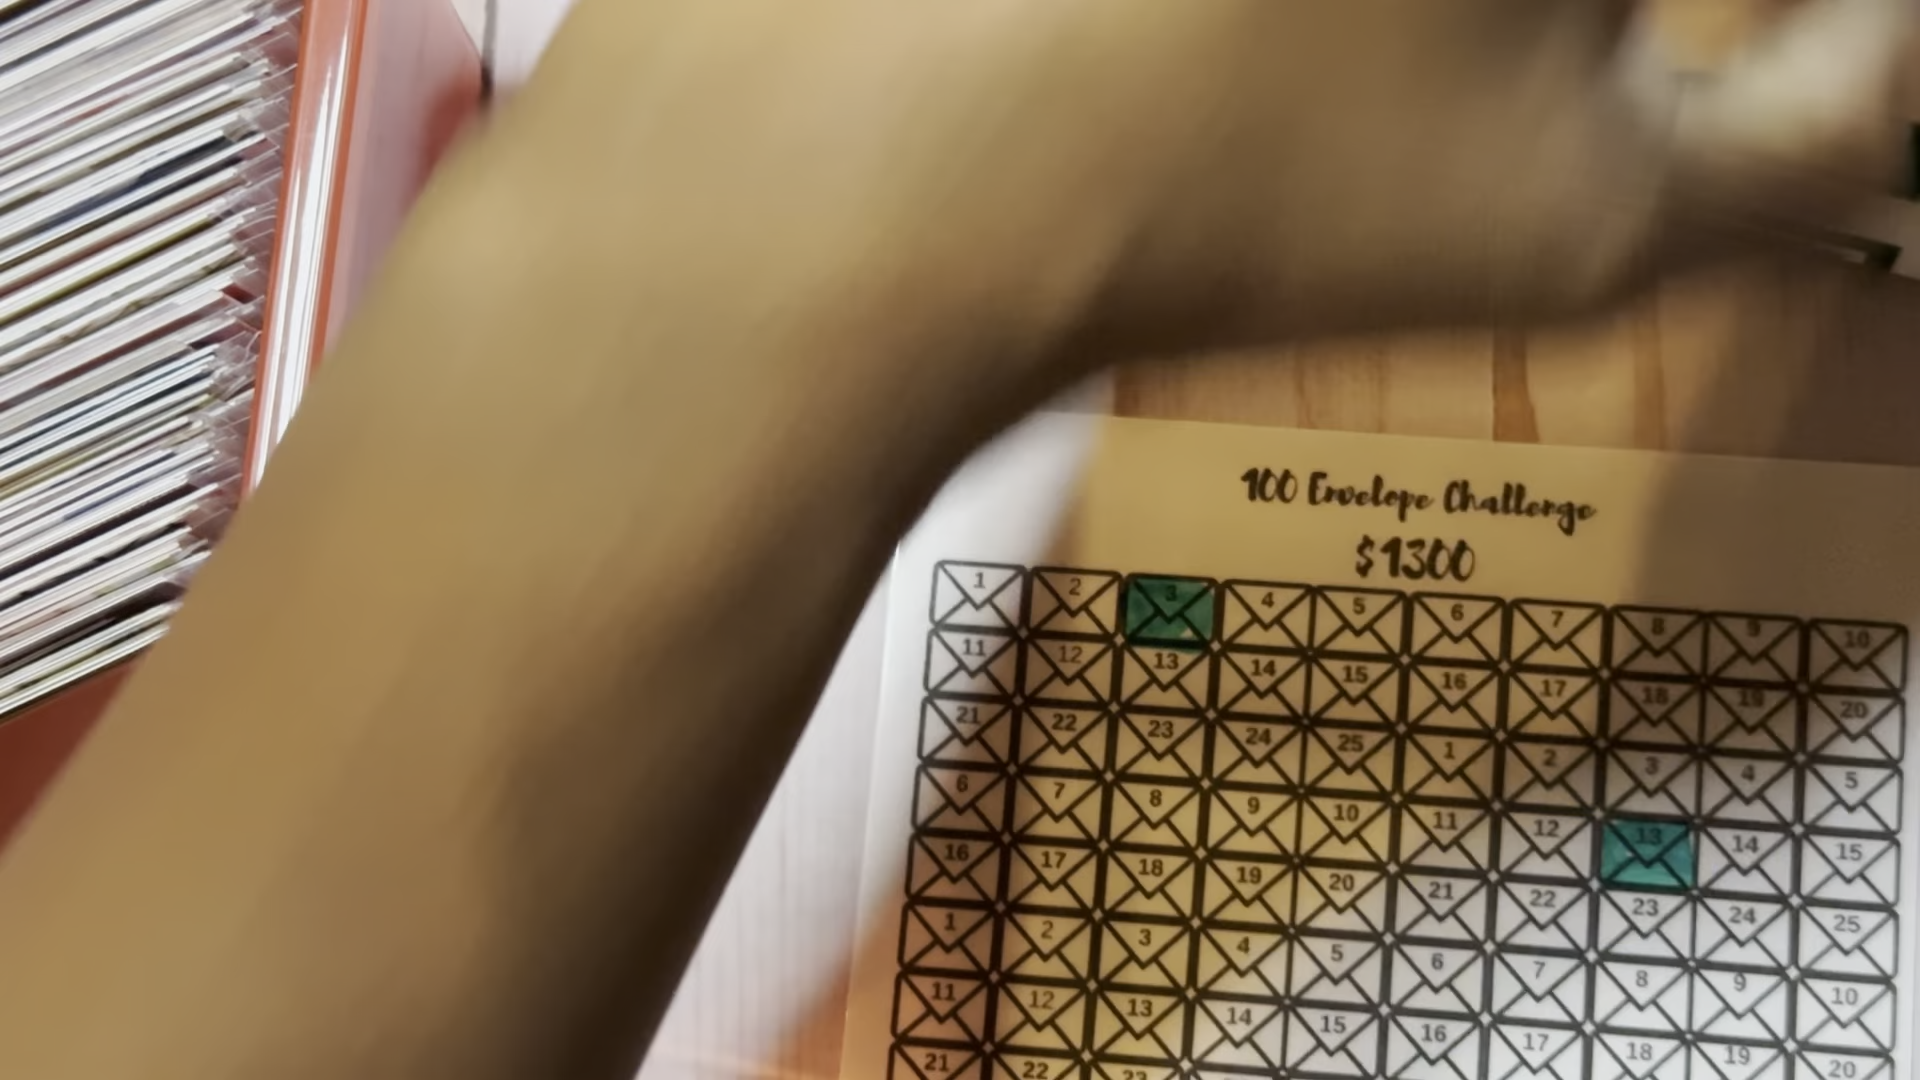 100 Envelope Challenge
$1300
1 2 3 4 5 6 7 8 9 10
11 12 13 14 15 16 17 18 19 20
21 22 23 24 25 1 2 3 4 5
6 7 8 9 10 11 12 13 14 15
16 17 18 19 20 21 22 23 24 25
1 2 3 4 5 6 7 8 9 10
11 12 13 14 15 16 17 18 19 20
21 22 23